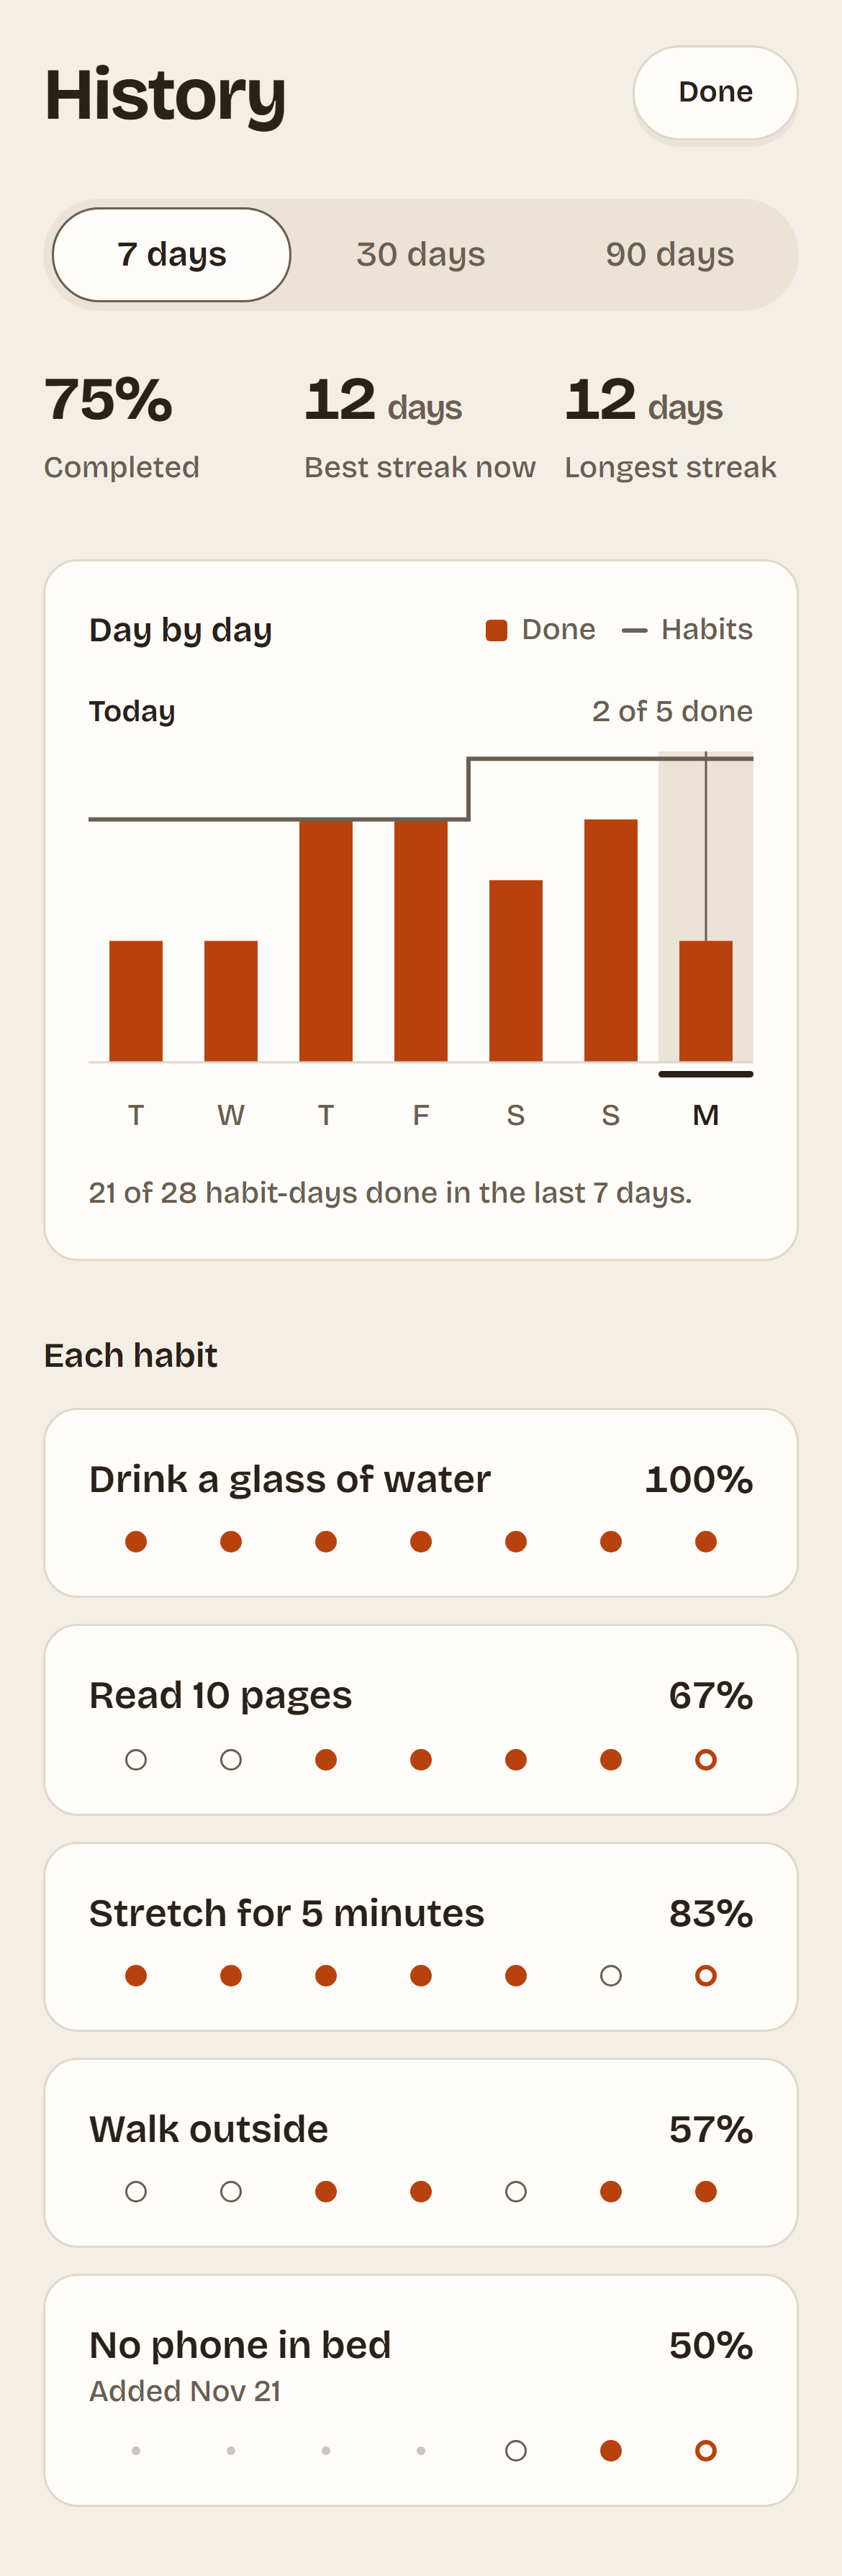 History
Done
7 days
30 days
90 days
75%
Completed
12 days
Best streak now
12 days
Longest streak
Day by day
Done
Habits
Today
2 of 5 done
T W T F S S M
21 of 28 habit-days done in the last 7 days.
Each habit
Drink a glass of water
100%
Read 10 pages
67%
Stretch for 5 minutes
83%
Walk outside
57%
No phone in bed
50%
Added Nov 21